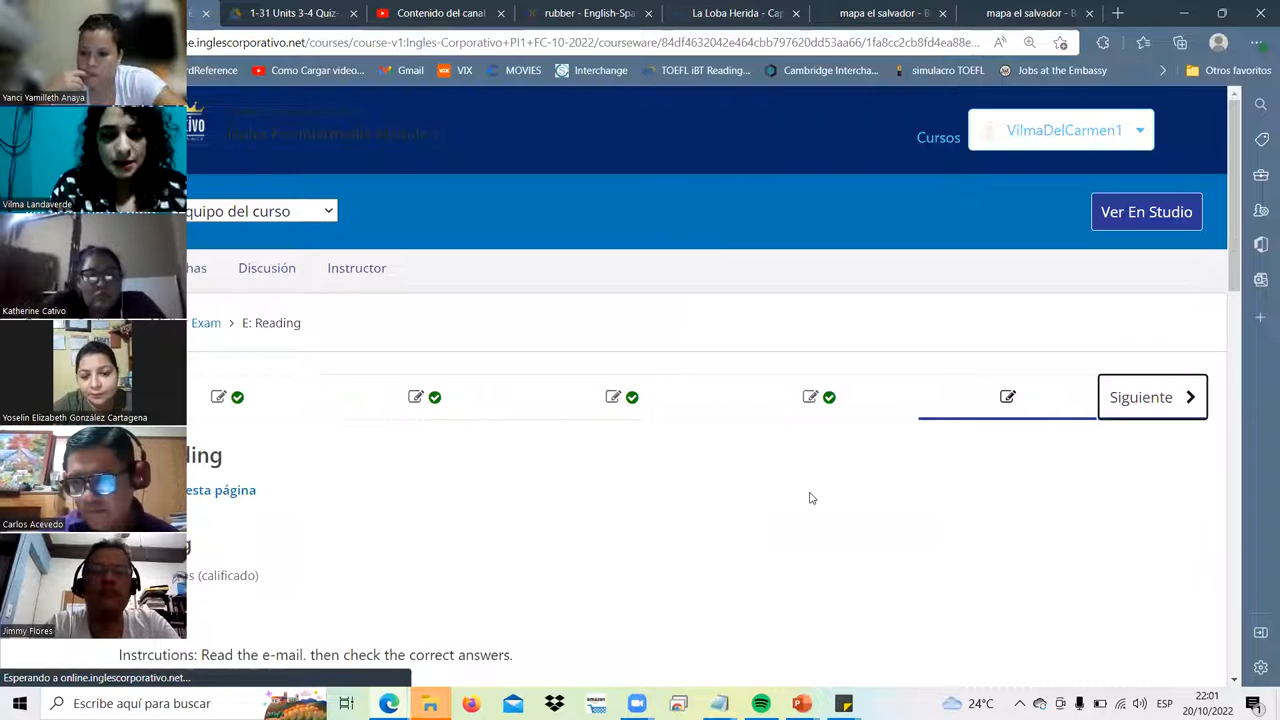 1-31 Units 3-4 Quiz-
Contenido del canal
rubber - English-Spa
La Loba Herida - Cap
mapa el salvador - B
mapa el salvador - B
e.inglescorporativo.net/courses/course-v1:Ingles-Corporativo+PI1+FC-10-2022/courseware/84df4632042e464cbb797620dd53aa66/1fa8cc2cb8fd4ea88e...
rdReference
Como Cargar video...
Gmail
VIX
MOVIES
Interchange
TOEFL iBT Reading...
Cambridge Intercha...
simulacro TOEFL
Jobs at the Embassy
Otros favoritos
Yanci Yamilleth Anaya
IVO
Cursos
VilmaDelCarmen1
Vilma Landaverde
quipo del curso
Ver En Studio
has
Discusión
Instructor
Katherine Cativo
Exam > E: Reading
Siguiente
Yoselin Elizabeth González Cartagena
ding
esta página
Carlos Acevedo
g
as (calificado)
Jimmy Flores
Instrcutions: Read the e-mail. then check the correct answers.
Esperando a online.inglescorporativo.net...
Escribe aquí para buscar
amazon
24°C
ESP
22:01
20/10/2022
1